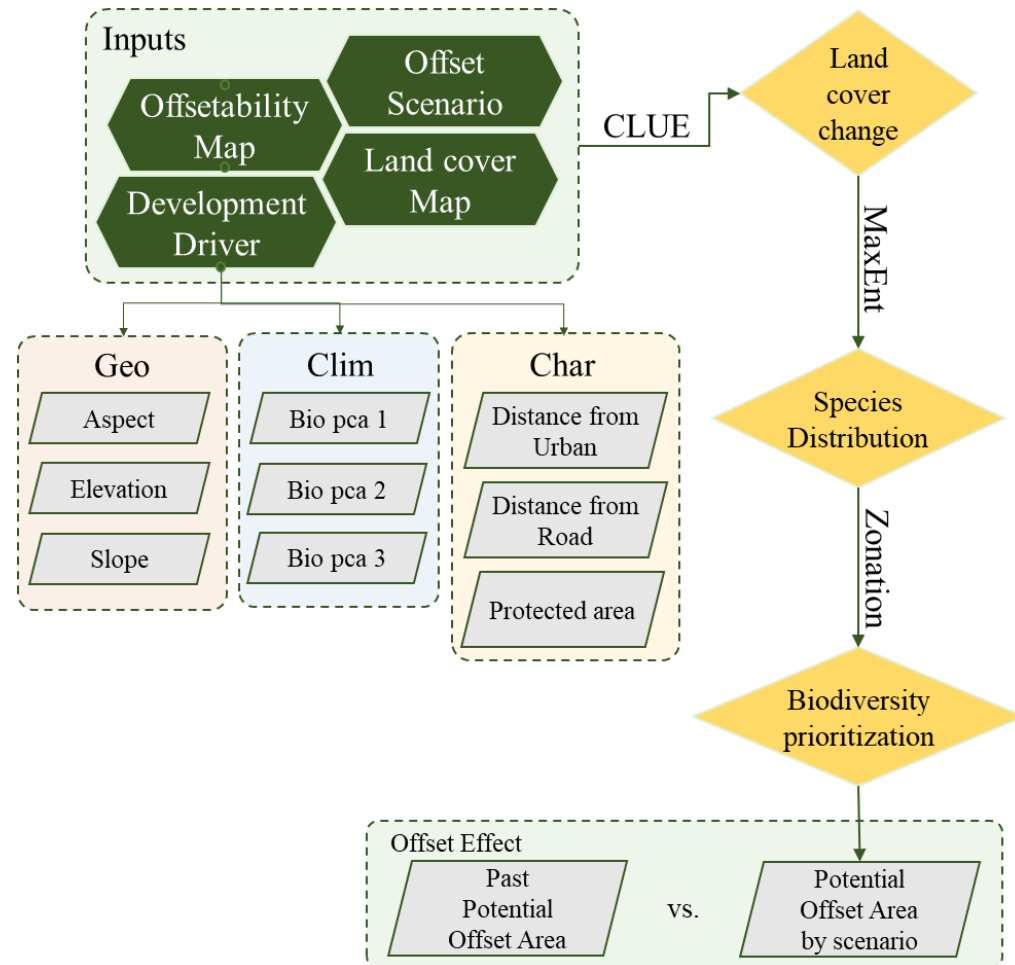 Inputs
Offset
Scenario
Offsetability
Map
Land cover
Map
Development
Driver
CLUE
Land
cover
change
MaxEnt
Geo
Aspect
Elevation
Slope
Clim
Bio pca 1
Bio pca 2
Bio pca 3
Char
Distance from
Urban
Distance from
Road
Protected area
Species
Distribution
Zonation
Biodiversity
prioritization
Offset Effect
Past
Potential
Offset Area
vs.
Potential
Offset Area
by scenario